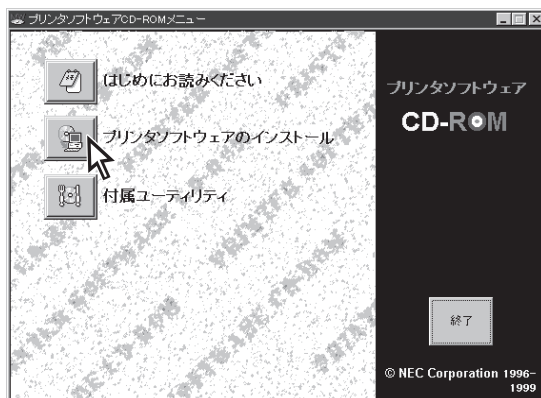 プリンタソフトウェアCD-ROMメニュー
はじめにお読みください
プリンタソフトウェアのインストール
付属ユーティリティ
プリンタソフトウェア
CD-ROM
終了
© NEC Corporation 1996-
1999